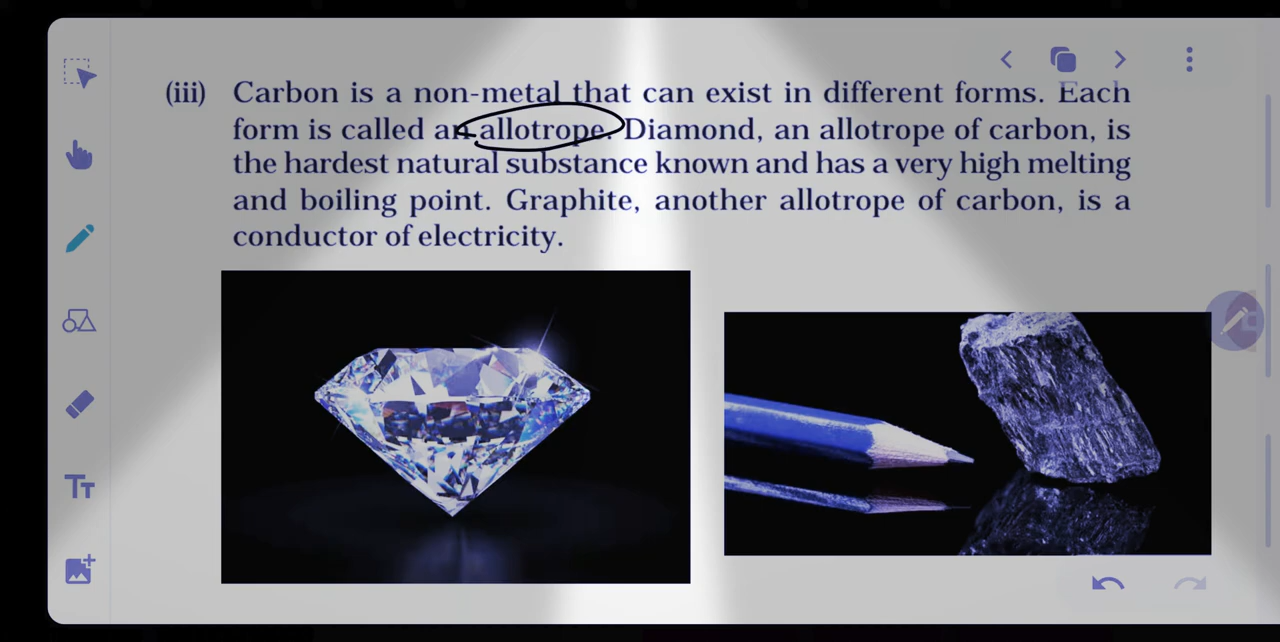 (iii) Carbon is a non-metal that can exist in different forms. Each
form is called an allotrope. Diamond, an allotrope of carbon, is
the hardest natural substance known and has a very high melting
and boiling point. Graphite, another allotrope of carbon, is a
conductor of electricity.
TT